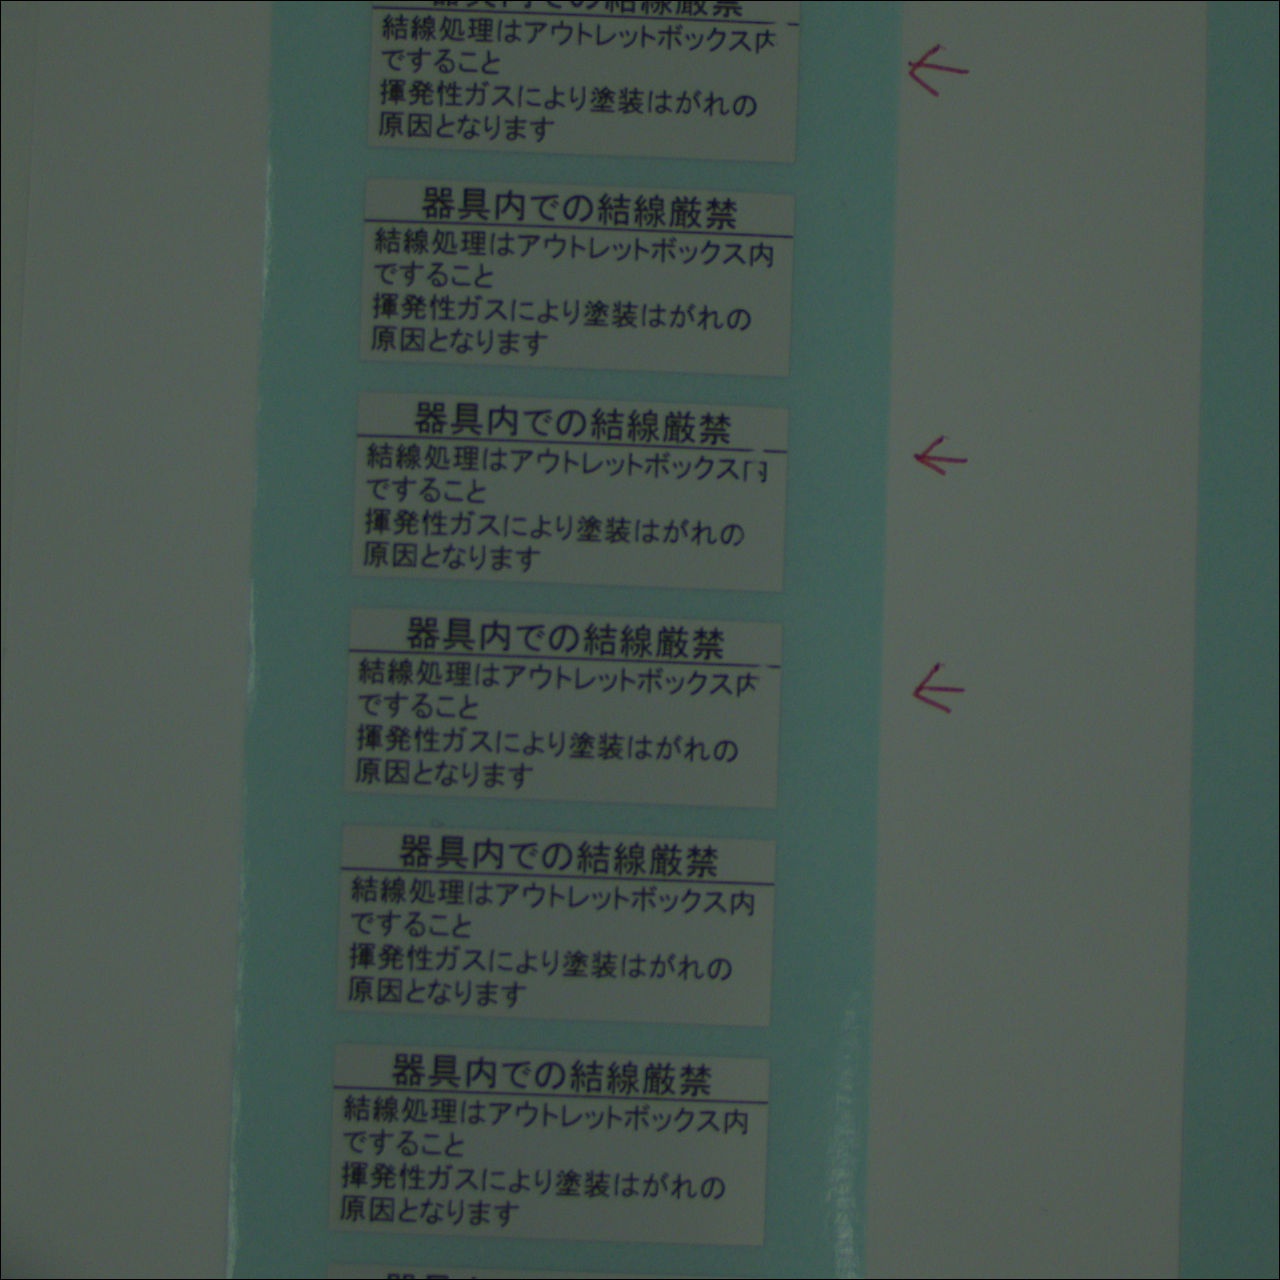 器具内での結線厳禁
結線処理はアウトレットボックス内
ですること
揮発性ガスにより塗装はがれの
原因となります
器具内での結線厳禁
結線処理はアウトレットボックス内
ですること
揮発性ガスにより塗装はがれの
原因となります
器具内での結線厳禁
結線処理はアウトレットボックス内
ですること
揮発性ガスにより塗装はがれの
原因となります
器具内での結線厳禁
結線処理はアウトレットボックス内
ですること
揮発性ガスにより塗装はがれの
原因となります
器具内での結線厳禁
結線処理はアウトレットボックス内
ですること
揮発性ガスにより塗装はがれの
原因となります
器具内での結線厳禁
結線処理はアウトレットボックス内
ですること
揮発性ガスにより塗装はがれの
原因となります